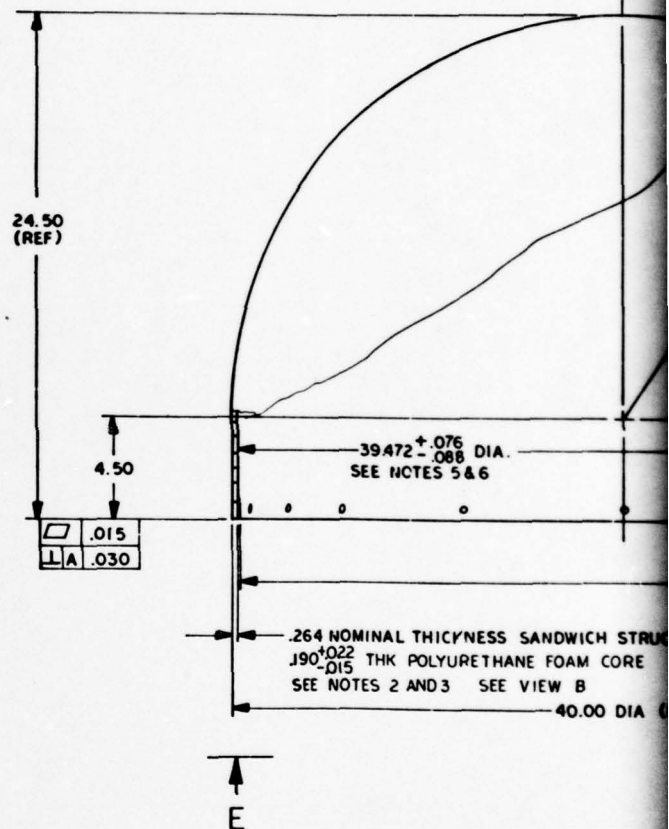 24.50
(REF)
39.472 +.076 -.088 DIA.
SEE NOTES 5 & 6
4.50
.015
⊥ A .030
.264 NOMINAL THICKNESS SANDWICH STRUC
.190 +.022 -.015 THK POLYURETHANE FOAM CORE
SEE NOTES 2 AND 3 SEE VIEW B
40.00 DIA (
E